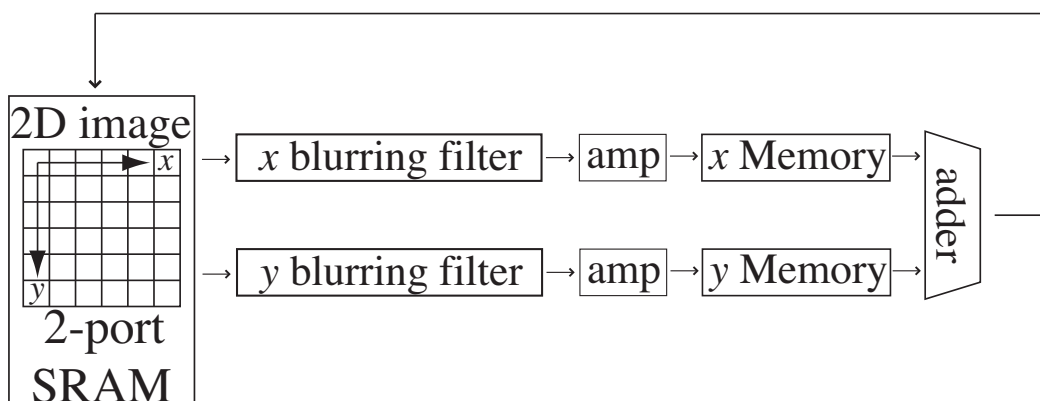 2D image
x
y
2-port
SRAM
x blurring filter
amp
x Memory
y blurring filter
amp
y Memory
adder